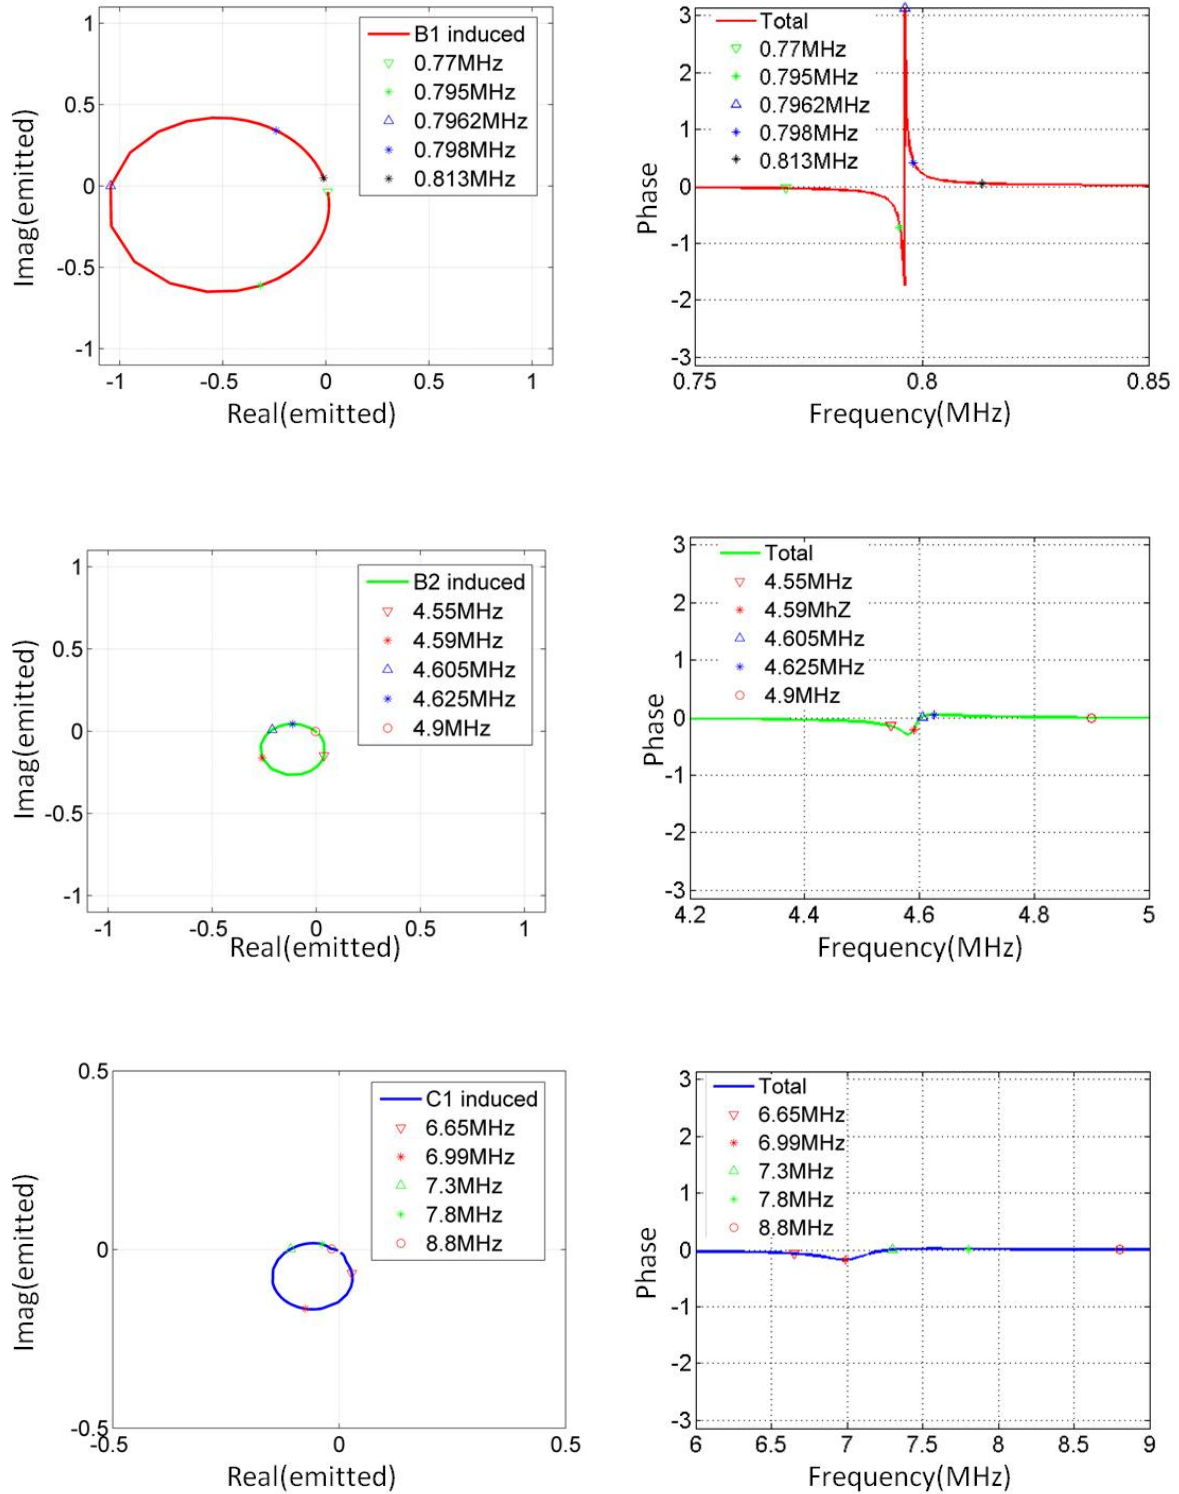 1
0.5
0
-0.5
-1
-1
-0.5
0
0.5
1
Imag(emitted)
Real(emitted)
B1 induced
0.77MHz
0.795MHz
0.7962MHz
0.798MHz
0.813MHz
3
2
1
0
-1
-2
-3
0.75
0.8
0.85
Phase
Frequency(MHz)
Total
0.77MHz
0.795MHz
0.7962MHz
0.798MHz
0.813MHz
1
0.5
0
-0.5
-1
-1
-0.5
0
0.5
1
Imag(emitted)
Real(emitted)
B2 induced
4.55MHz
4.59MHz
4.605MHz
4.625MHz
4.9MHz
3
2
1
0
-1
-2
-3
4.2
4.4
4.6
4.8
5
Phase
Frequency(MHz)
Total
4.55MHz
4.59MhZ
4.605MHz
4.625MHz
4.9MHz
0.5
0
-0.5
-0.5
0
0.5
Imag(emitted)
Real(emitted)
C1 induced
6.65MHz
6.99MHz
7.3MHz
7.8MHz
8.8MHz
3
2
1
0
-1
-2
-3
6
6.5
7
7.5
8
8.5
9
Phase
Frequency(MHz)
Total
6.65MHz
6.99MHz
7.3MHz
7.8MHz
8.8MHz